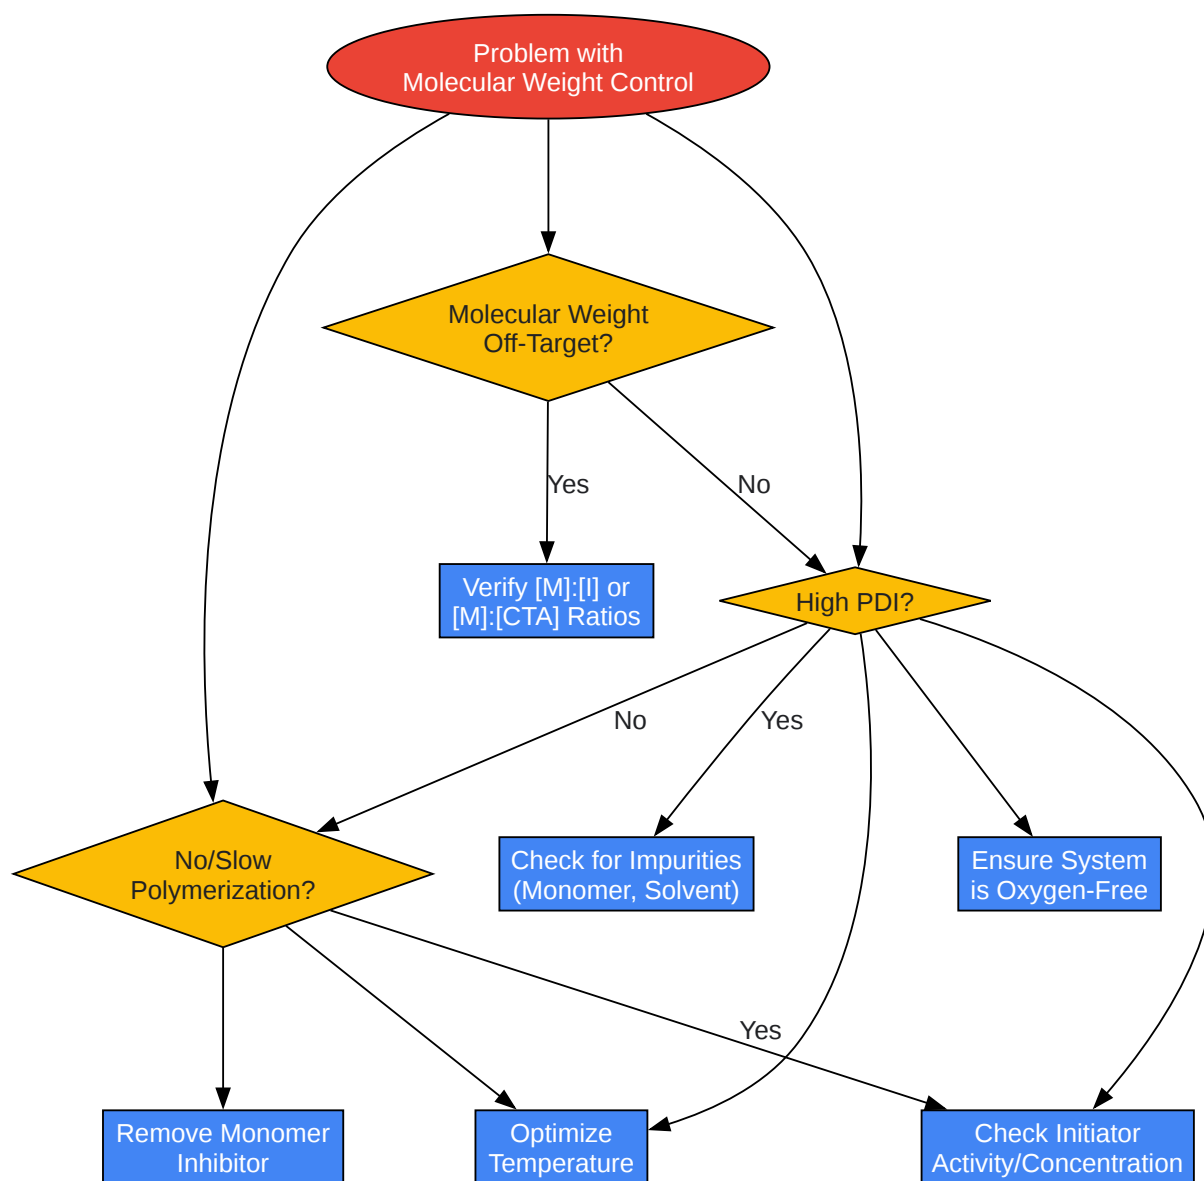 Problem with
Molecular Weight Control
Molecular Weight
Off-Target?
Yes
No
Verify [M]:[I] or
[M]:[CTA] Ratios
High PDI?
No
Yes
No/Slow
Polymerization?
Check for Impurities
(Monomer, Solvent)
Ensure System
is Oxygen-Free
Yes
Remove Monomer
Inhibitor
Optimize
Temperature
Check Initiator
Activity/Concentration